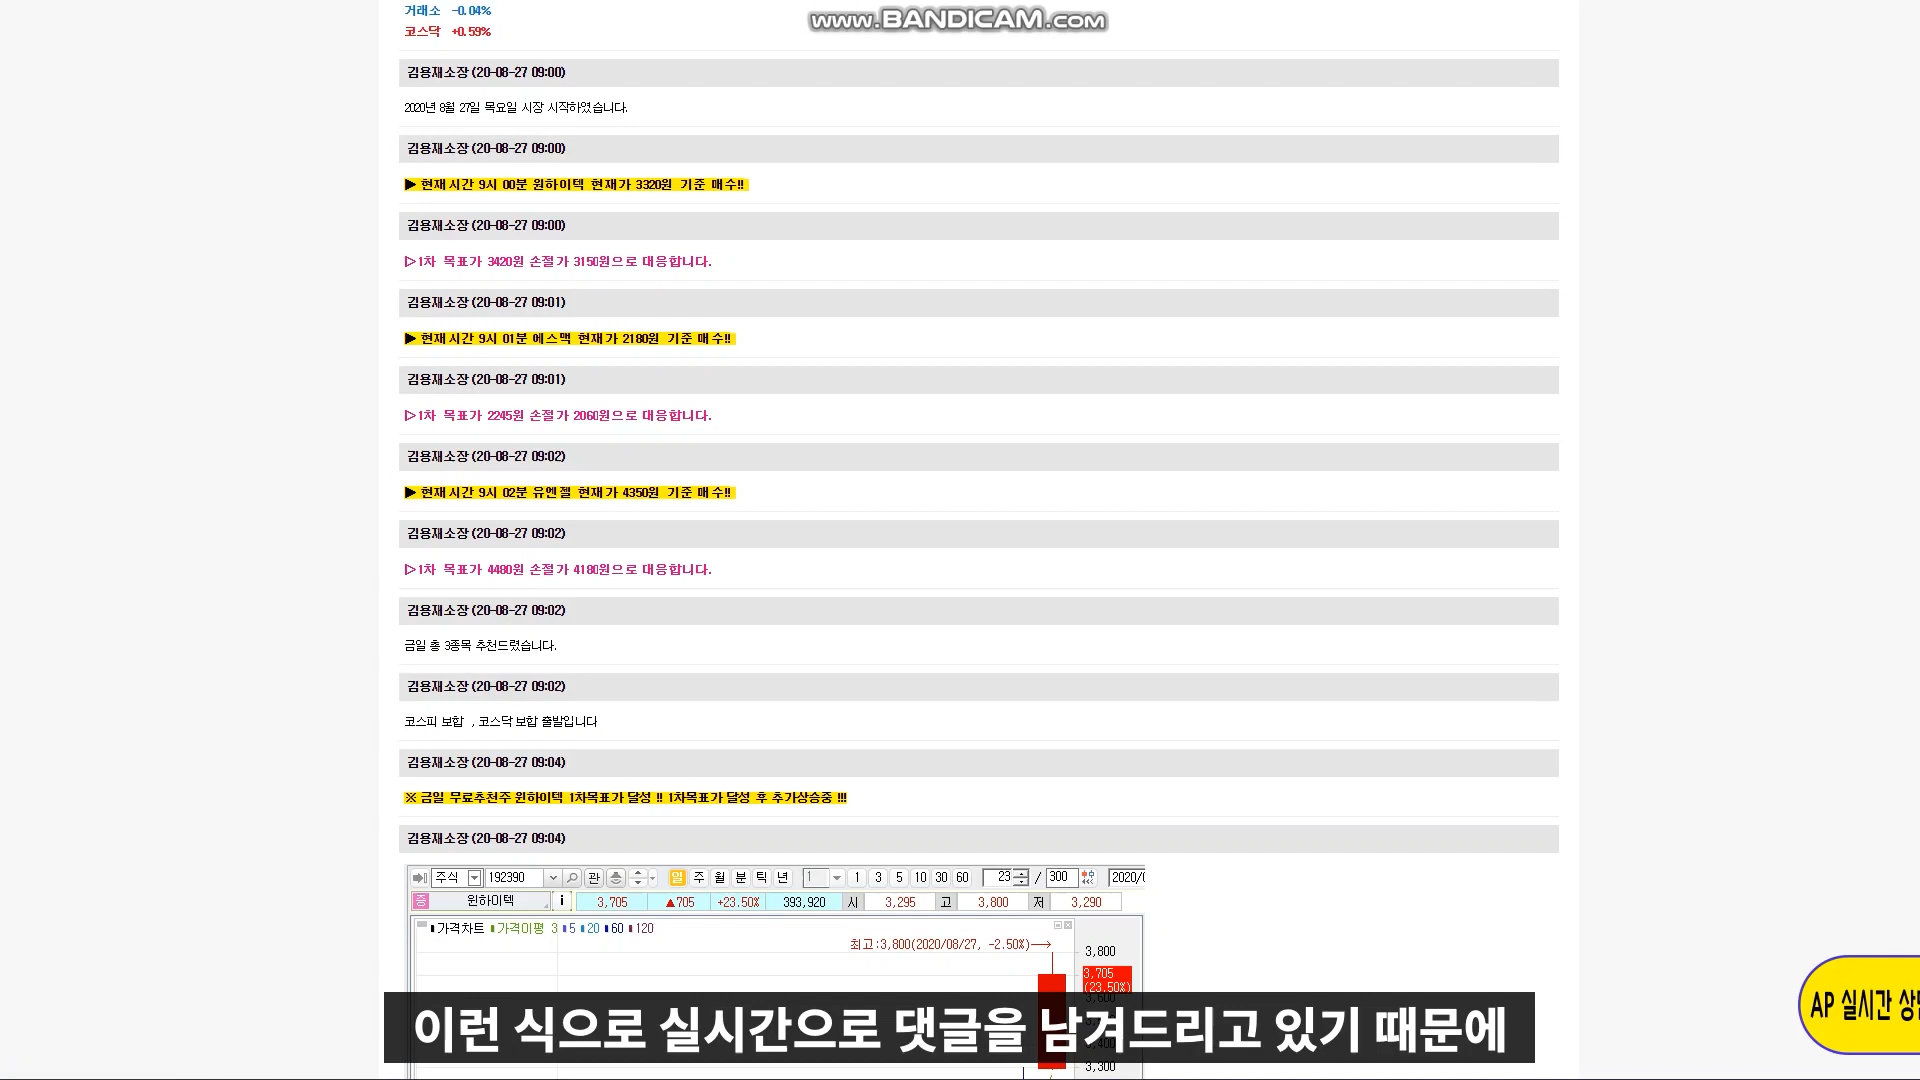 거래소 -0.04%
www.BANDICAM.com
코스닥 +0.59%
김용재소장 (20-08-27 09:00)
2020년 8월 27일 목요일 시장 시작하였습니다.
김용재소장 (20-08-27 09:00)
▶ 현재시간 9시 00분 원하이텍 현재가 3320원 기준 매수!!
김용재소장 (20-08-27 09:00)
▷1차 목표가 3420원 손절가 3150원으로 대응합니다.
김용재소장 (20-08-27 09:01)
▶ 현재시간 9시 01분 에스맥 현재가 2180원 기준 매수!!
김용재소장 (20-08-27 09:01)
▷1차 목표가 2245원 손절가 2060원으로 대응합니다.
김용재소장 (20-08-27 09:02)
▶ 현재시간 9시 02분 유엔젤 현재가 4350원 기준 매수!!
김용재소장 (20-08-27 09:02)
▷1차 목표가 4480원 손절가 4180원으로 대응합니다.
김용재소장 (20-08-27 09:02)
금일 총 3종목 추천드렸습니다.
김용재소장 (20-08-27 09:02)
코스피 보합 , 코스닥 보합 출발입니다
김용재소장 (20-08-27 09:04)
※ 금일 무료추천주 원하이텍 1차목표가 달성 !! 1차목표가 달성 후 추가상승중 !!!
김용재소장 (20-08-27 09:04)
주식 192390 관 일 주 월 분 틱 년 1 1 3 5 10 30 60 23 / 300 2020/0
증 윈하이텍 i 3,705 ▲705 +23.50% 393,920 시 3,295 고 3,800 저 3,290
가격차트 가격이평 3 5 20 60 120
최고:3,800(2020/08/27, -2.50%)→
3,800
3,705
(23.50%)
3,600
이런 식으로 실시간으로 댓글을 남겨드리고 있기 때문에
3,400
3,300
AP 실시간